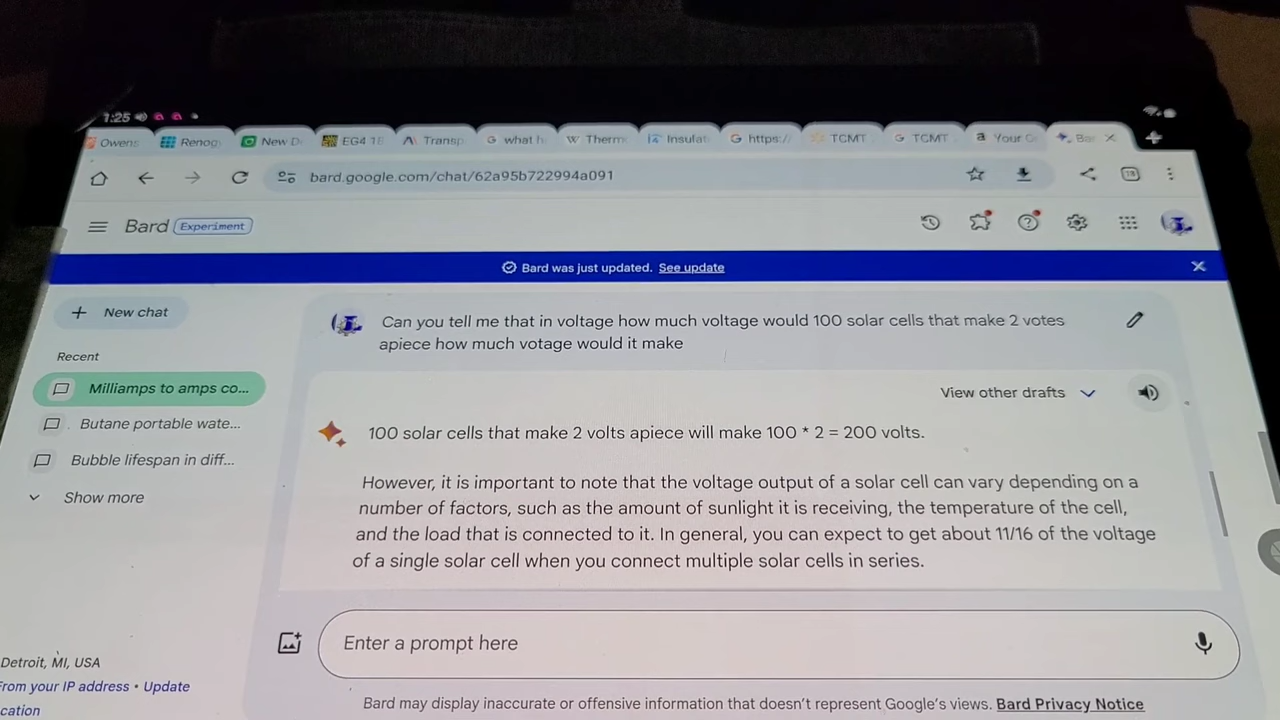 1:25
Owens
Renog
New D
EG4 18
Transp
what h
Therm
Insulat
https://
TCMT
TCMT
Your O
Ba
bard.google.com/chat/62a95b722994a091
18
Bard Experiment
Bard was just updated. See update
New chat
Recent
Milliamps to amps co...
Butane portable wate...
Bubble lifespan in diff...
Show more
Can you tell me that in voltage how much voltage would 100 solar cells that make 2 votes
apiece how much votage would it make
View other drafts
100 solar cells that make 2 volts apiece will make 100 * 2 = 200 volts.
However, it is important to note that the voltage output of a solar cell can vary depending on a
number of factors, such as the amount of sunlight it is receiving, the temperature of the cell,
and the load that is connected to it. In general, you can expect to get about 11/16 of the voltage
of a single solar cell when you connect multiple solar cells in series.
Enter a prompt here
Detroit, MI, USA
From your IP address • Update
cation
Bard may display inaccurate or offensive information that doesn't represent Google's views. Bard Privacy Notice